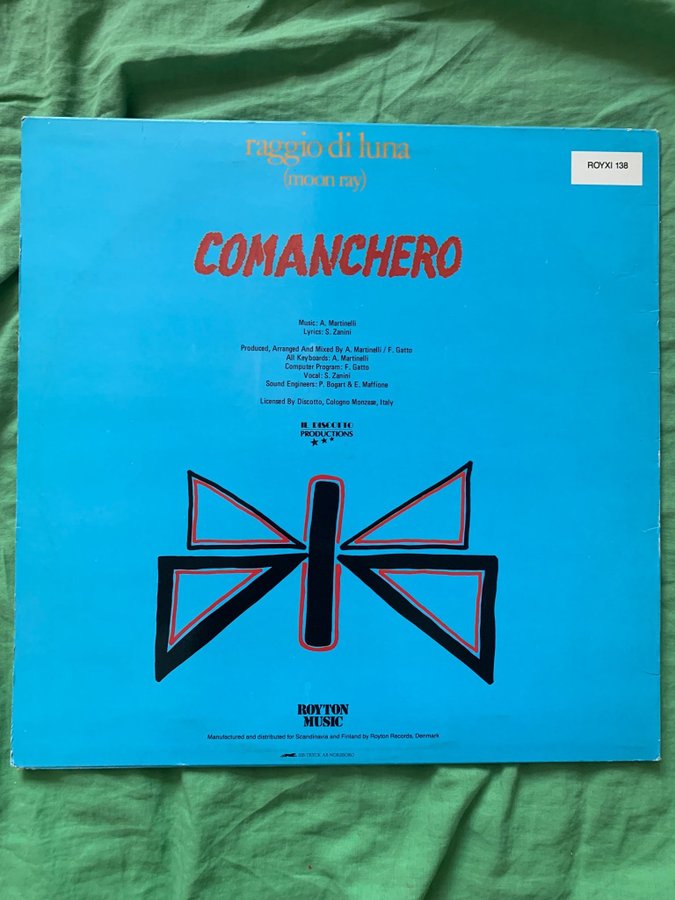 raggio di luna
(moon ray)
ROYXI 138
COMANCHERO
Music: A. Martinelli
Lyrics: S. Zanini
Produced, Arranged And Mixed By A. Martinelli / F. Gatto
All Keyboards: A. Martinelli
Computer Program: F. Gatto
Vocal: S. Zanini
Sound Engineers: P. Bogart & E. Maffione
Licensed By Discotto, Cologno Monzese, Italy
IL DISCOTTO
PRODUCTIONS
ROYTON
MUSIC
Manufactured and distributed for Scandinavia and Finland by Royton Records, Denmark
TRYK